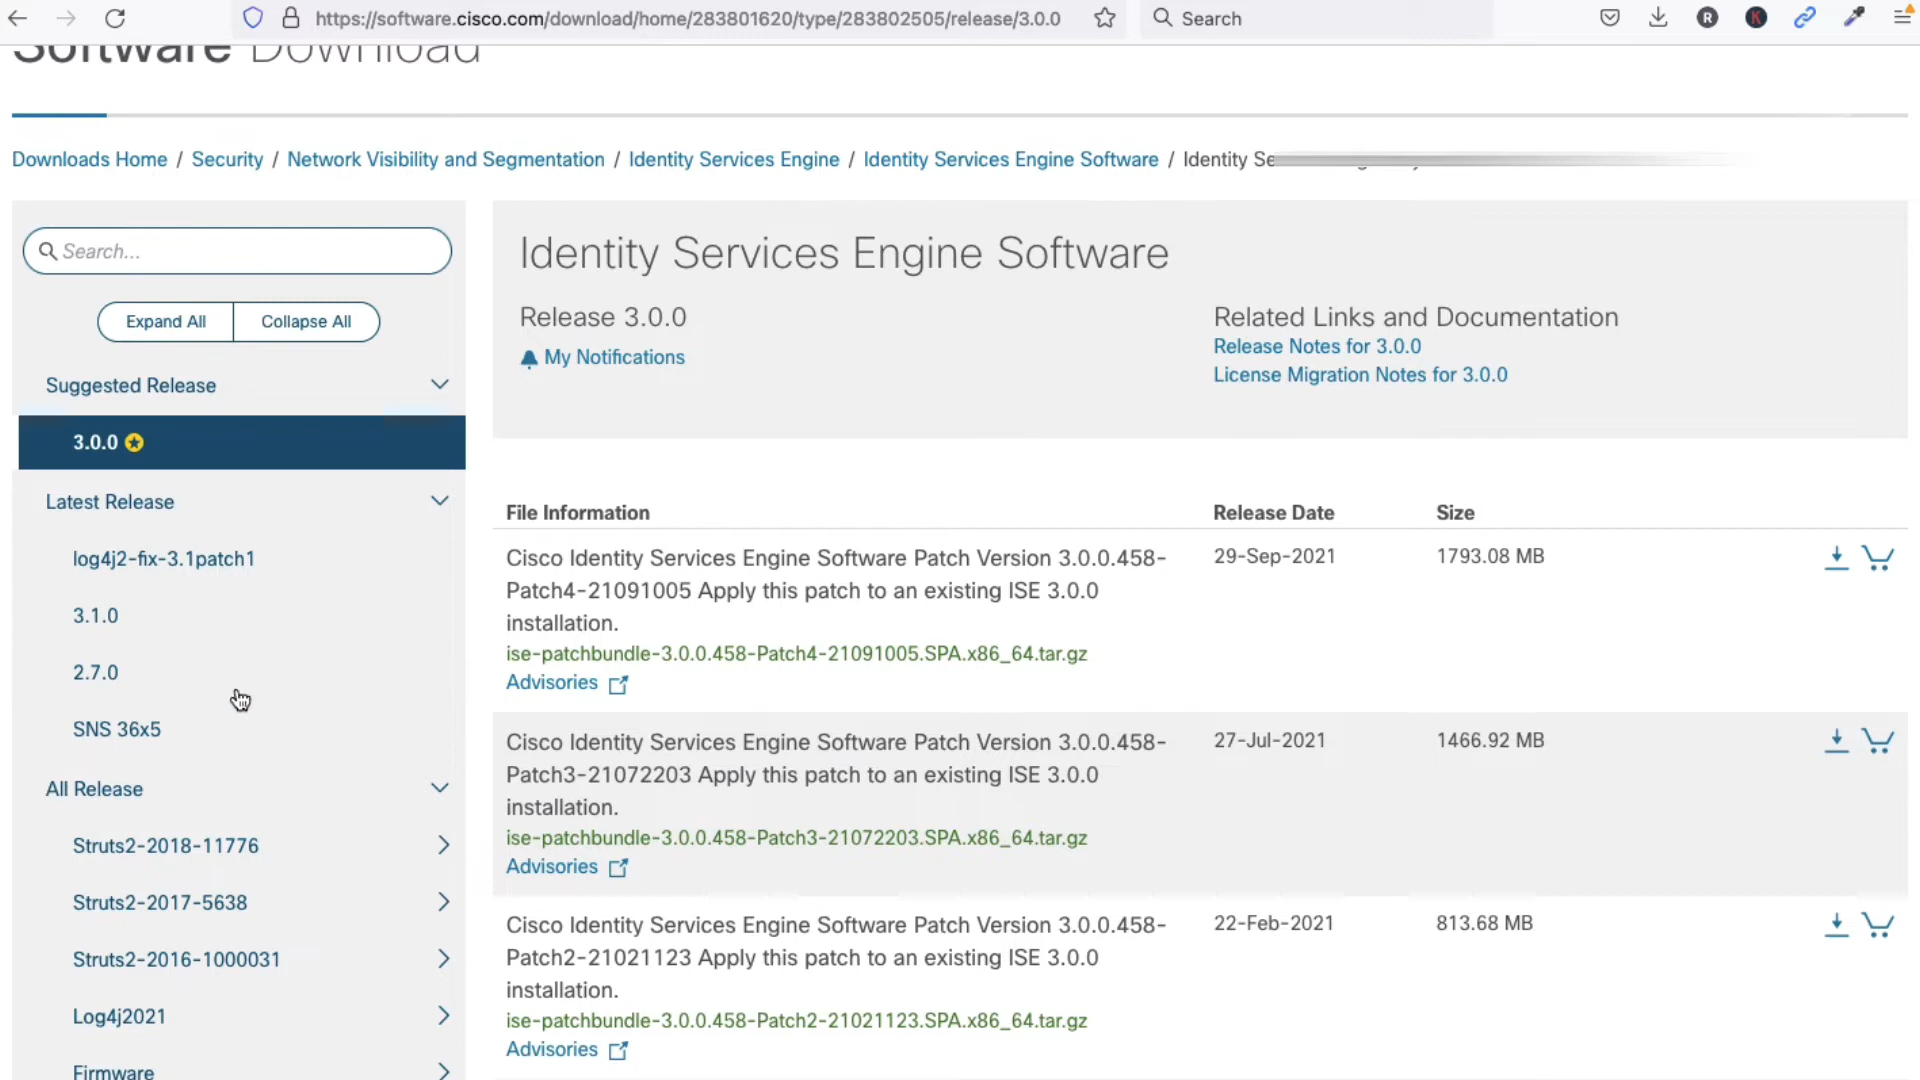 https://software.cisco.com/download/home/283801620/type/283802505/release/3.0.0
Search
R
K
Software Download
Downloads Home / Security / Network Visibility and Segmentation / Identity Services Engine / Identity Services Engine Software / Identity Se
Search...
Expand All
Collapse All
Suggested Release
3.0.0
Latest Release
log4j2-fix-3.1patch1
3.1.0
2.7.0
SNS 36x5
All Release
Struts2-2018-11776
Struts2-2017-5638
Struts2-2016-1000031
Log4j2021
Firmware
Identity Services Engine Software
Release 3.0.0
My Notifications
Related Links and Documentation
Release Notes for 3.0.0
License Migration Notes for 3.0.0
File Information
Release Date
Size
Cisco Identity Services Engine Software Patch Version 3.0.0.458-
Patch4-21091005 Apply this patch to an existing ISE 3.0.0
installation.
ise-patchbundle-3.0.0.458-Patch4-21091005.SPA.x86_64.tar.gz
Advisories
29-Sep-2021
1793.08 MB
Cisco Identity Services Engine Software Patch Version 3.0.0.458-
Patch3-21072203 Apply this patch to an existing ISE 3.0.0
installation.
ise-patchbundle-3.0.0.458-Patch3-21072203.SPA.x86_64.tar.gz
Advisories
27-Jul-2021
1466.92 MB
Cisco Identity Services Engine Software Patch Version 3.0.0.458-
Patch2-21021123 Apply this patch to an existing ISE 3.0.0
installation.
ise-patchbundle-3.0.0.458-Patch2-21021123.SPA.x86_64.tar.gz
Advisories
22-Feb-2021
813.68 MB